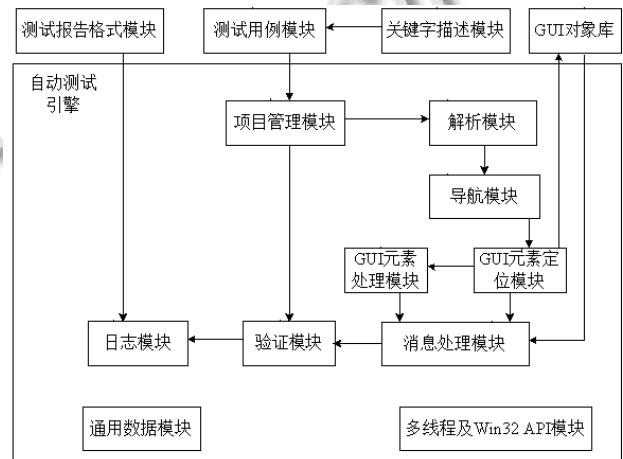 测试报告格式模块
测试用例模块
关键字描述模块
GUI对象库
自动测试
引擎
项目管理模块
解析模块
导航模块
GUI元素
处理模块
GUI元素定
位模块
日志模块
验证模块
消息处理模块
通用数据模块
多线程及Win32 API模块